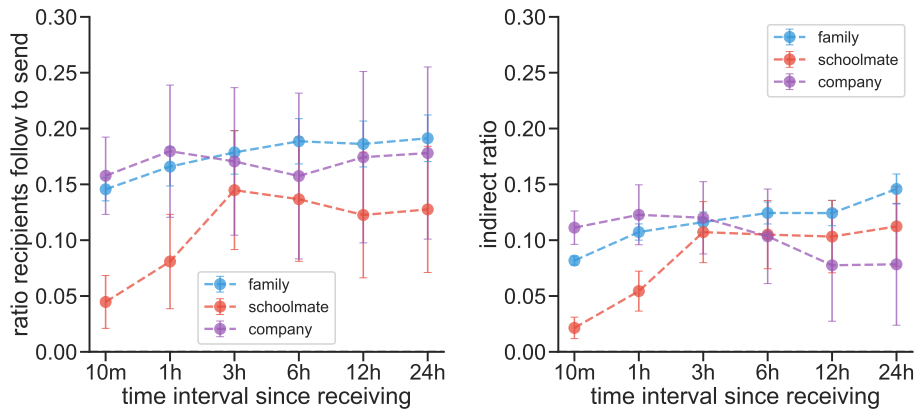 0.30
0.25
0.20
0.15
0.10
0.05
0.00
ratio recipients follow to send
family
schoolmate
company
10m 1h 3h 6h 12h 24h
time interval since receiving
0.30
0.25
0.20
0.15
0.10
0.05
0.00
indirect ratio
family
schoolmate
company
10m 1h 3h 6h 12h 24h
time interval since receiving